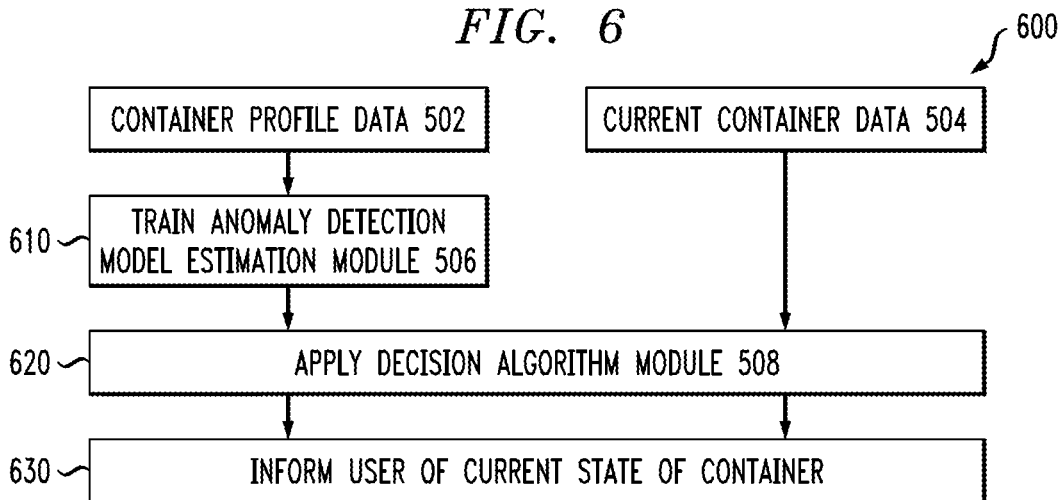 FIG. 6
600
CONTAINER PROFILE DATA 502
CURRENT CONTAINER DATA 504
610
TRAIN ANOMALY DETECTION
MODEL ESTIMATION MODULE 506
620
APPLY DECISION ALGORITHM MODULE 508
630
INFORM USER OF CURRENT STATE OF CONTAINER